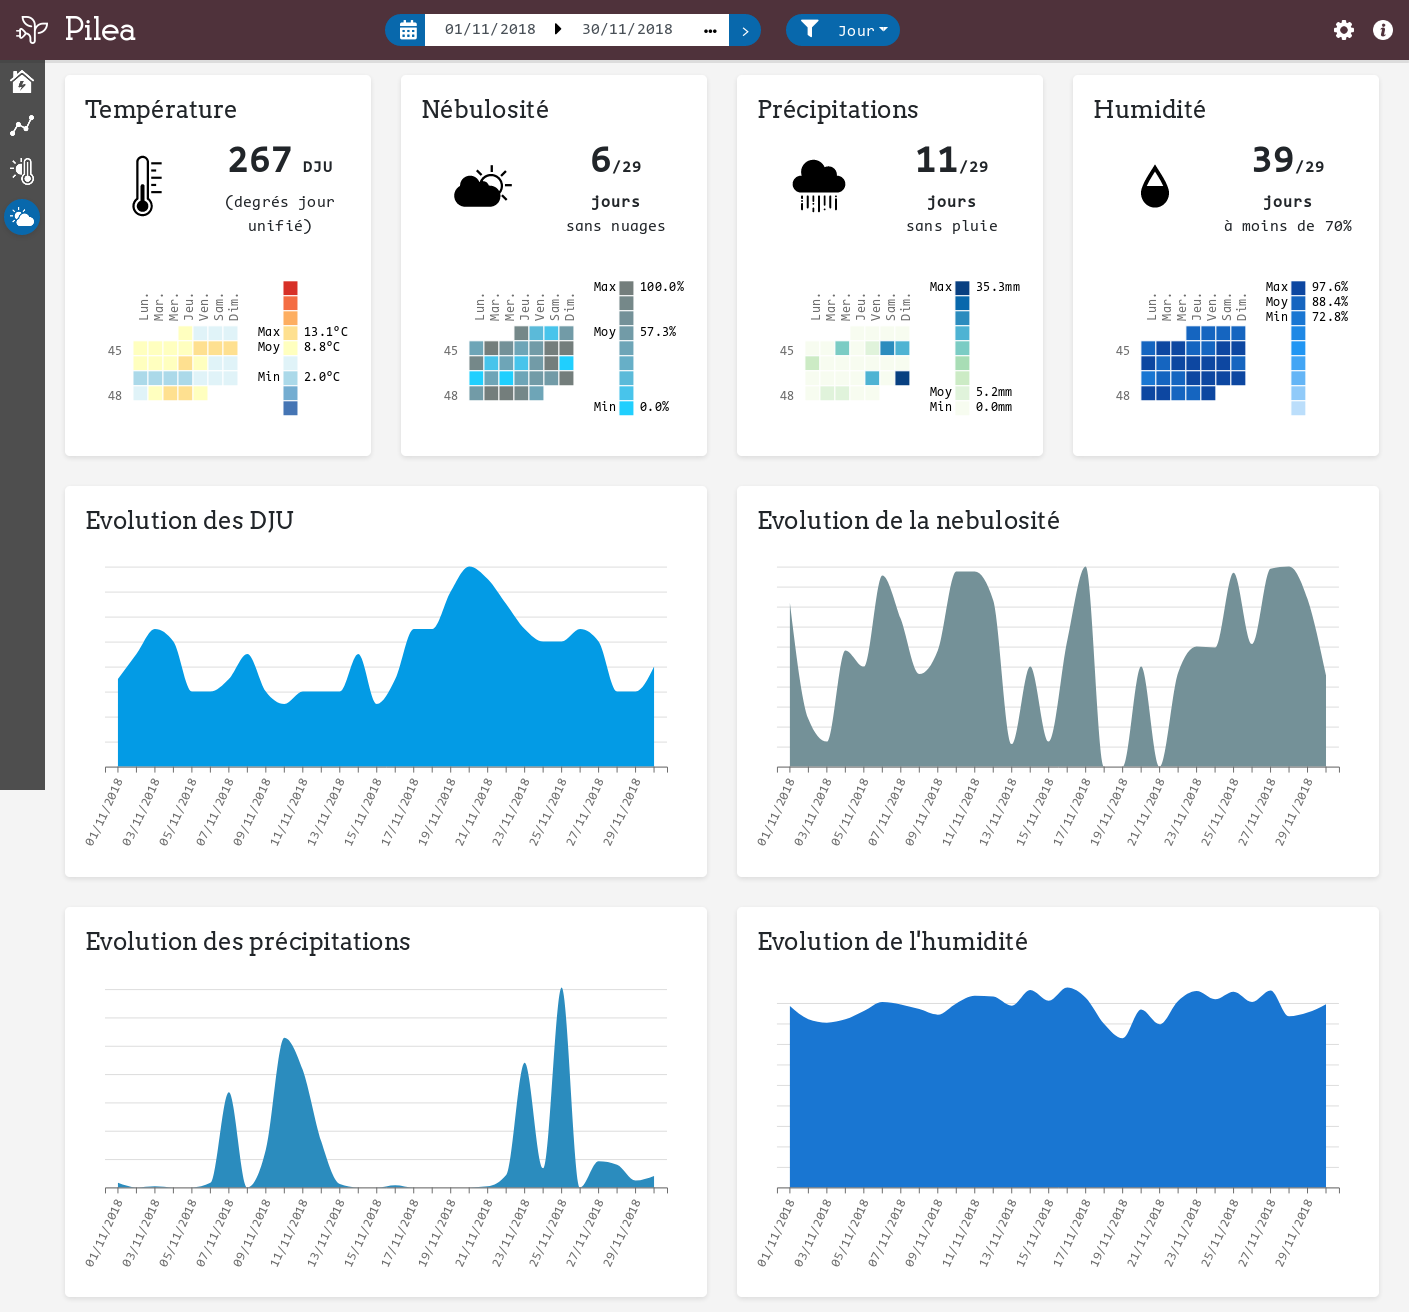 Pilea
01/11/2018 30/11/2018 ••• > Jour
Température
267 DJU
(degrés jour
unifié)
Lun. Mar. Mer. Jeu. Ven. Sam. Dim.
45
48
Max 13.1°C
Moy 8.8°C
Min 2.0°C
Nébulosité
6/29
jours
sans nuages
Lun. Mar. Mer. Jeu. Ven. Sam. Dim.
45
48
Max 100.0%
Moy 57.3%
Min 0.0%
Précipitations
11/29
jours
sans pluie
Lun. Mar. Mer. Jeu. Ven. Sam. Dim.
45
48
Max 35.3mm
Moy 5.2mm
Min 0.0mm
Humidité
39/29
jours
à moins de 70%
Lun. Mar. Mer. Jeu. Ven. Sam. Dim.
45
48
Max 97.6%
Moy 88.4%
Min 72.8%
Evolution des DJU
01/11/2018 03/11/2018 05/11/2018 07/11/2018 09/11/2018 11/11/2018 13/11/2018 15/11/2018 17/11/2018 19/11/2018 21/11/2018 23/11/2018 25/11/2018 27/11/2018 29/11/2018
Evolution de la nebulosité
01/11/2018 03/11/2018 05/11/2018 07/11/2018 09/11/2018 11/11/2018 13/11/2018 15/11/2018 17/11/2018 19/11/2018 21/11/2018 23/11/2018 25/11/2018 27/11/2018 29/11/2018
Evolution des précipitations
01/11/2018 03/11/2018 05/11/2018 07/11/2018 09/11/2018 11/11/2018 13/11/2018 15/11/2018 17/11/2018 19/11/2018 21/11/2018 23/11/2018 25/11/2018 27/11/2018 29/11/2018
Evolution de l'humidité
01/11/2018 03/11/2018 05/11/2018 07/11/2018 09/11/2018 11/11/2018 13/11/2018 15/11/2018 17/11/2018 19/11/2018 21/11/2018 23/11/2018 25/11/2018 27/11/2018 29/11/2018